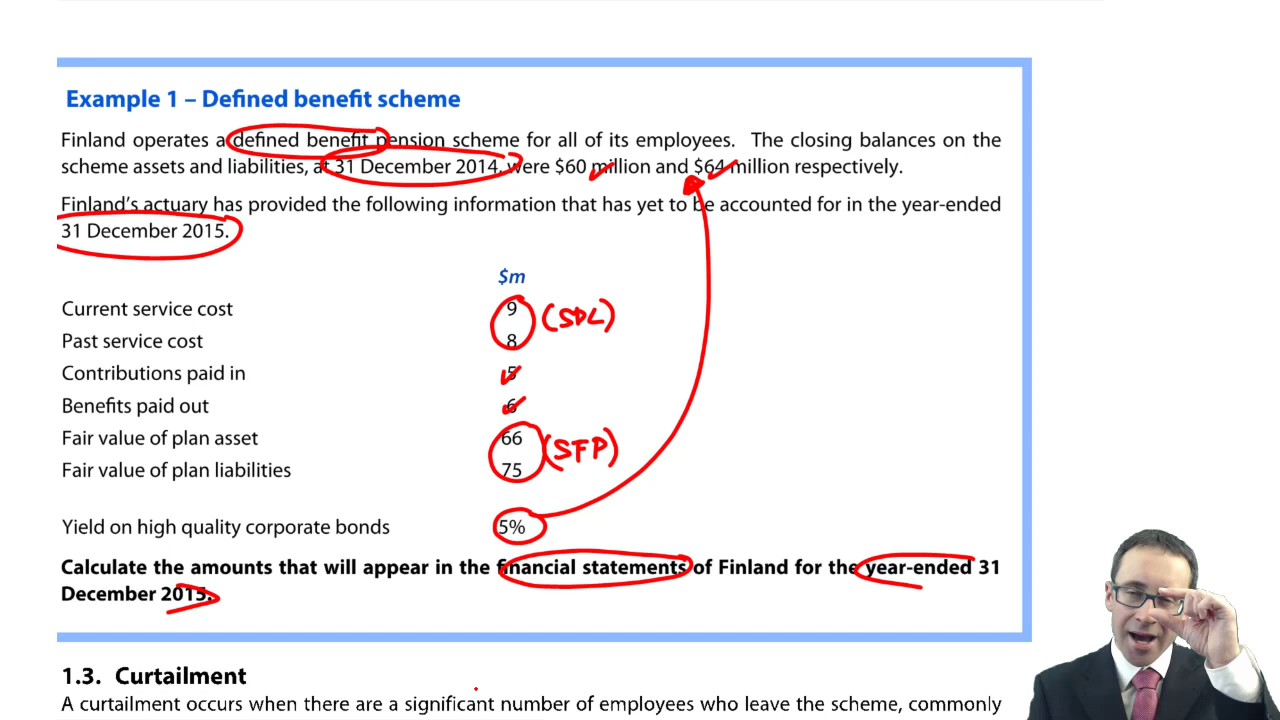 Example 1 – Defined benefit scheme
Finland operates a defined benefit pension scheme for all of its employees. The closing balances on the
scheme assets and liabilities, at 31 December 2014, were $60 million and $64 million respectively.
Finland's actuary has provided the following information that has yet to be accounted for in the year-ended
31 December 2015.
$m
Current service cost 9 (SPL)
Past service cost 8
Contributions paid in 5
Benefits paid out 6
Fair value of plan asset 66 (SFP)
Fair value of plan liabilities 75
Yield on high quality corporate bonds 5%
Calculate the amounts that will appear in the financial statements of Finland for the year-ended 31
December 2015.
1.3. Curtailment
A curtailment occurs when there are a significant number of employees who leave the scheme, commonly